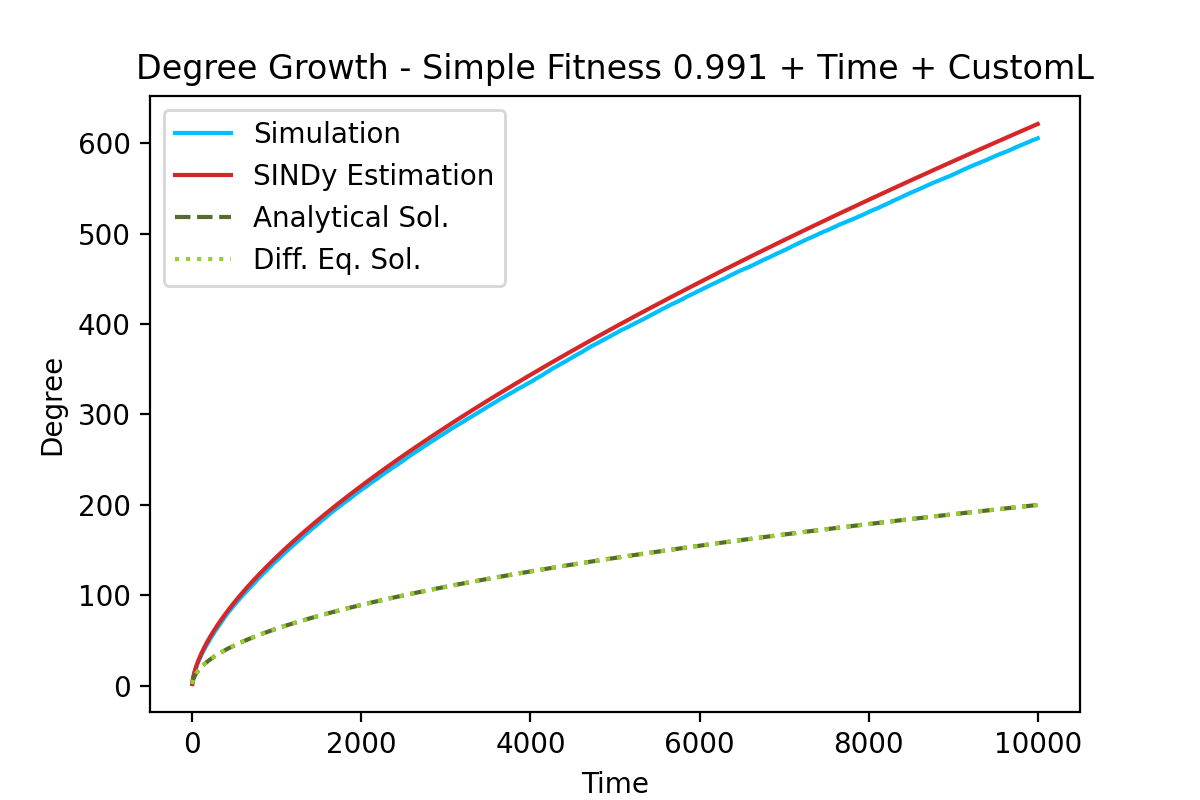 Degree Growth - Simple Fitness 0.991 + Time + CustomL
Simulation
SINDy Estimation
Analytical Sol.
Diff. Eq. Sol.
600
500
400
300
200
100
0
Degree
0 2000 4000 6000 8000 10000
Time